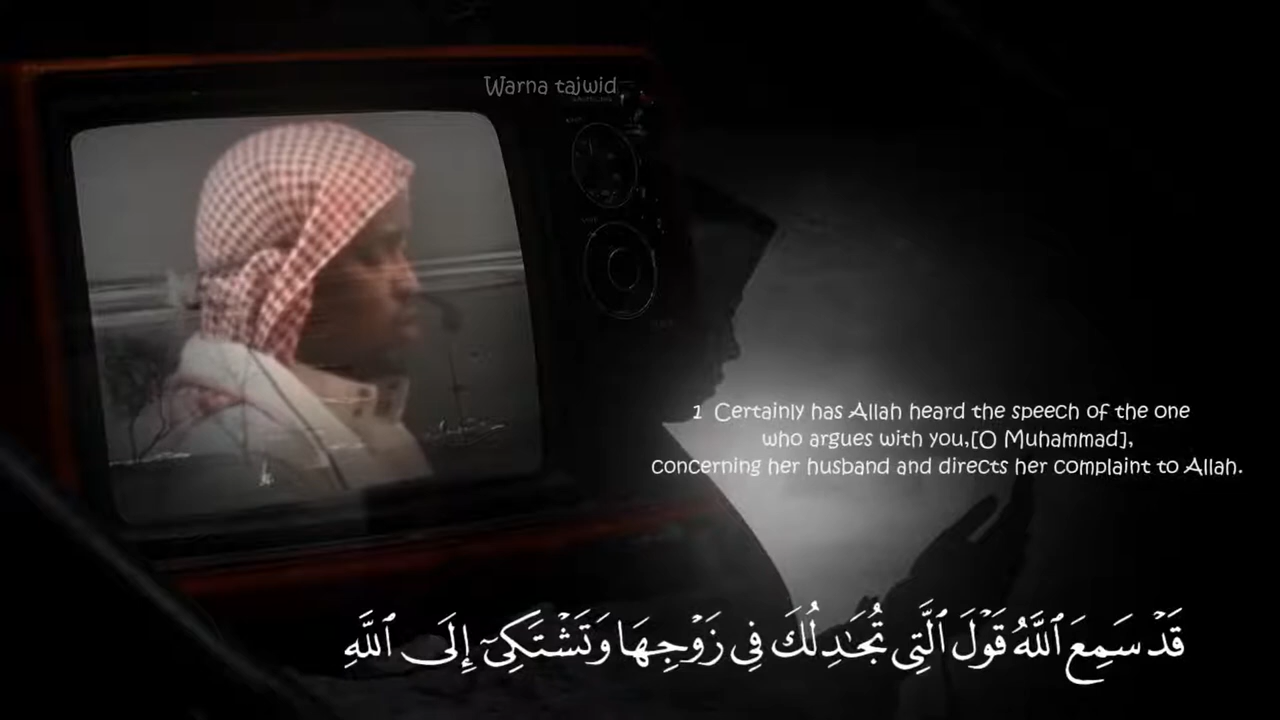 Warna tajwid
1 Certainly has Allah heard the speech of the one
who argues with you,[O Muhammad],
concerning her husband and directs her complaint to Allah.
قَدْ سَمِعَ ٱللَّهُ قَوْلَ ٱلَّتِى تُجَـٰدِلُكَ فِى زَوْجِهَا وَتَشْتَكِىٓ إِلَى ٱللَّهِ